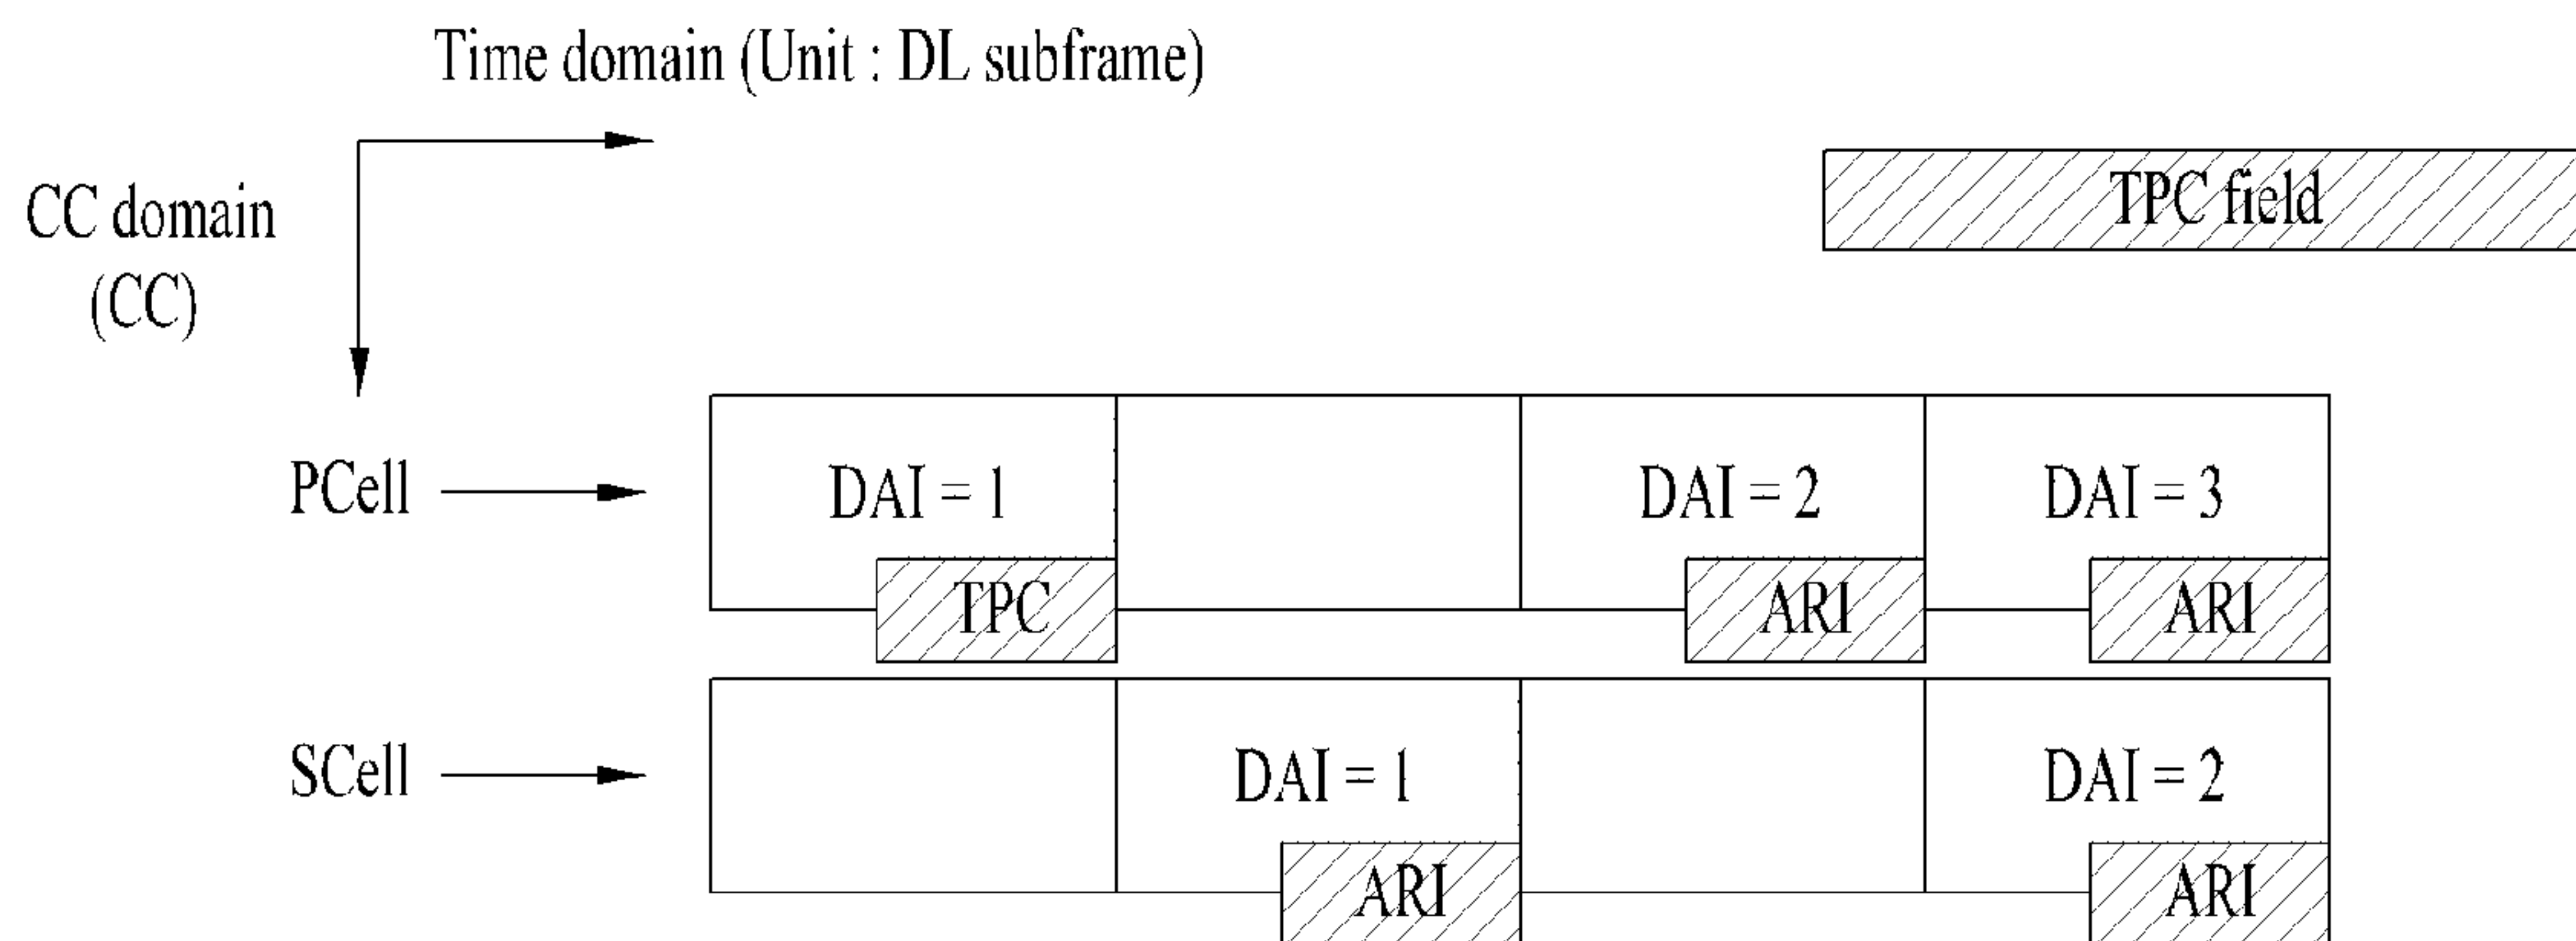 Time domain (Unit : DL subframe)
CC domain
(CC)
TPC field
PCell
DAI = 1
DAI = 2
DAI = 3
TPC
ARI
ARI
SCell
DAI = 1
DAI = 2
ARI
ARI